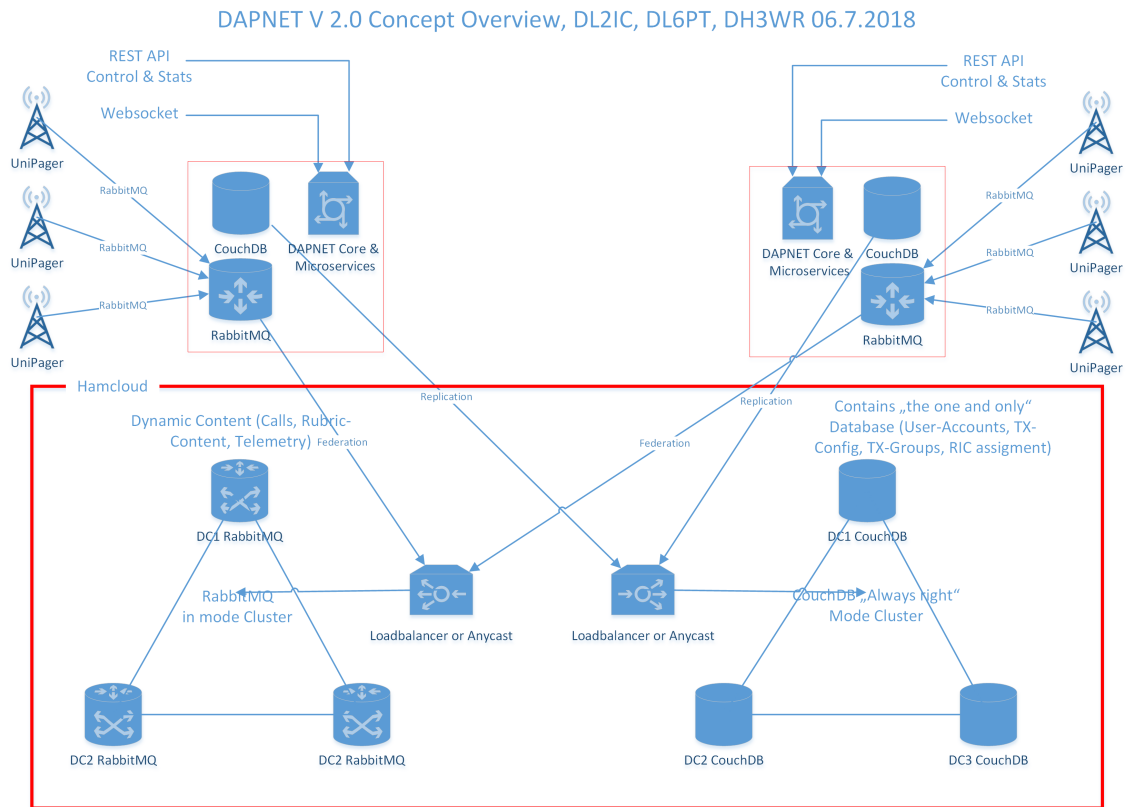 DAPNET V 2.0 Concept Overview, DL2IC, DL6PT, DH3WR 06.7.2018
REST API
Control & Stats
Websocket
REST API
Control & Stats
Websocket
UniPager
UniPager
UniPager
RabbitMQ
RabbitMQ
RabbitMQ
CouchDB
DAPNET Core &
Microservices
RabbitMQ
DAPNET Core &
Microservices
CouchDB
RabbitMQ
RabbitMQ
RabbitMQ
RabbitMQ
UniPager
UniPager
UniPager
Hamcloud
Replication
Replication
Federation
Federation
Dynamic Content (Calls, Rubric-
Content, Telemetry)
Contains „the one and only“
Database (User-Accounts, TX-
Config, TX-Groups, RIC assigment)
DC1 RabbitMQ
DC1 CouchDB
RabbitMQ
in mode Cluster
Loadbalancer or Anycast
Loadbalancer or Anycast
CouchDB „Always right“
Mode Cluster
DC2 RabbitMQ
DC2 RabbitMQ
DC2 CouchDB
DC3 CouchDB